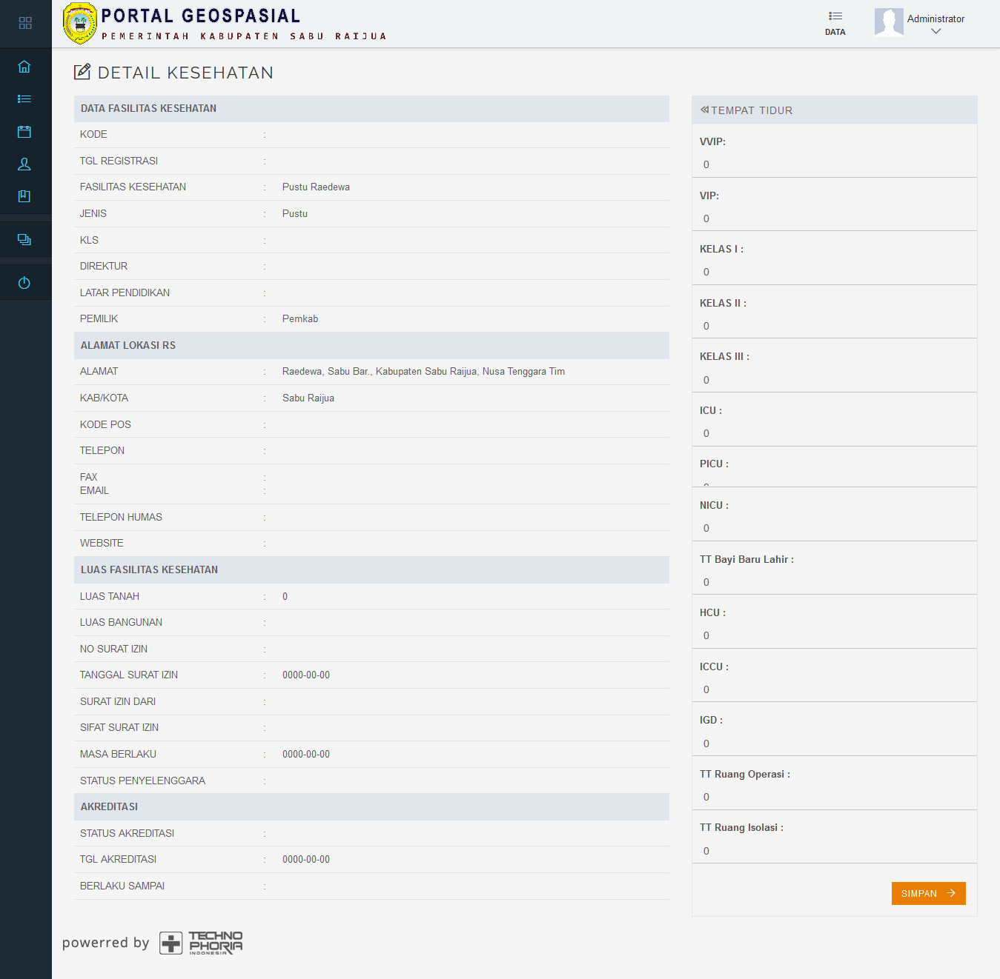 PORTAL GEOSPASIAL
PEMERINTAH KABUPATEN SABU RAIJUA
DATA
Administrator
DETAIL KESEHATAN
DATA FASILITAS KESEHATAN
KODE :
TGL REGISTRASI :
FASILITAS KESEHATAN : Pustu Raedewa
JENIS : Pustu
KLS :
DIREKTUR :
LATAR PENDIDIKAN :
PEMILIK : Pemkab
ALAMAT LOKASI RS
ALAMAT : Raedewa, Sabu Bar., Kabupaten Sabu Raijua, Nusa Tenggara Tim
KAB/KOTA : Sabu Raijua
KODE POS :
TELEPON :
FAX :
EMAIL :
TELEPON HUMAS :
WEBSITE :
LUAS FASILITAS KESEHATAN
LUAS TANAH : 0
LUAS BANGUNAN :
NO SURAT IZIN :
TANGGAL SURAT IZIN : 0000-00-00
SURAT IZIN DARI :
SIFAT SURAT IZIN :
MASA BERLAKU : 0000-00-00
STATUS PENYELENGGARA :
AKREDITASI
STATUS AKREDITASI :
TGL AKREDITASI : 0000-00-00
BERLAKU SAMPAI :
TEMPAT TIDUR
VVIP:
0
VIP:
0
KELAS I :
0
KELAS II :
0
KELAS III :
0
ICU :
0
PICU :
NICU :
0
TT Bayi Baru Lahir :
0
HCU :
0
ICCU :
0
IGD :
0
TT Ruang Operasi :
0
TT Ruang Isolasi :
0
SIMPAN
powerred by
TECHNO
PHORIA
INDONESIA